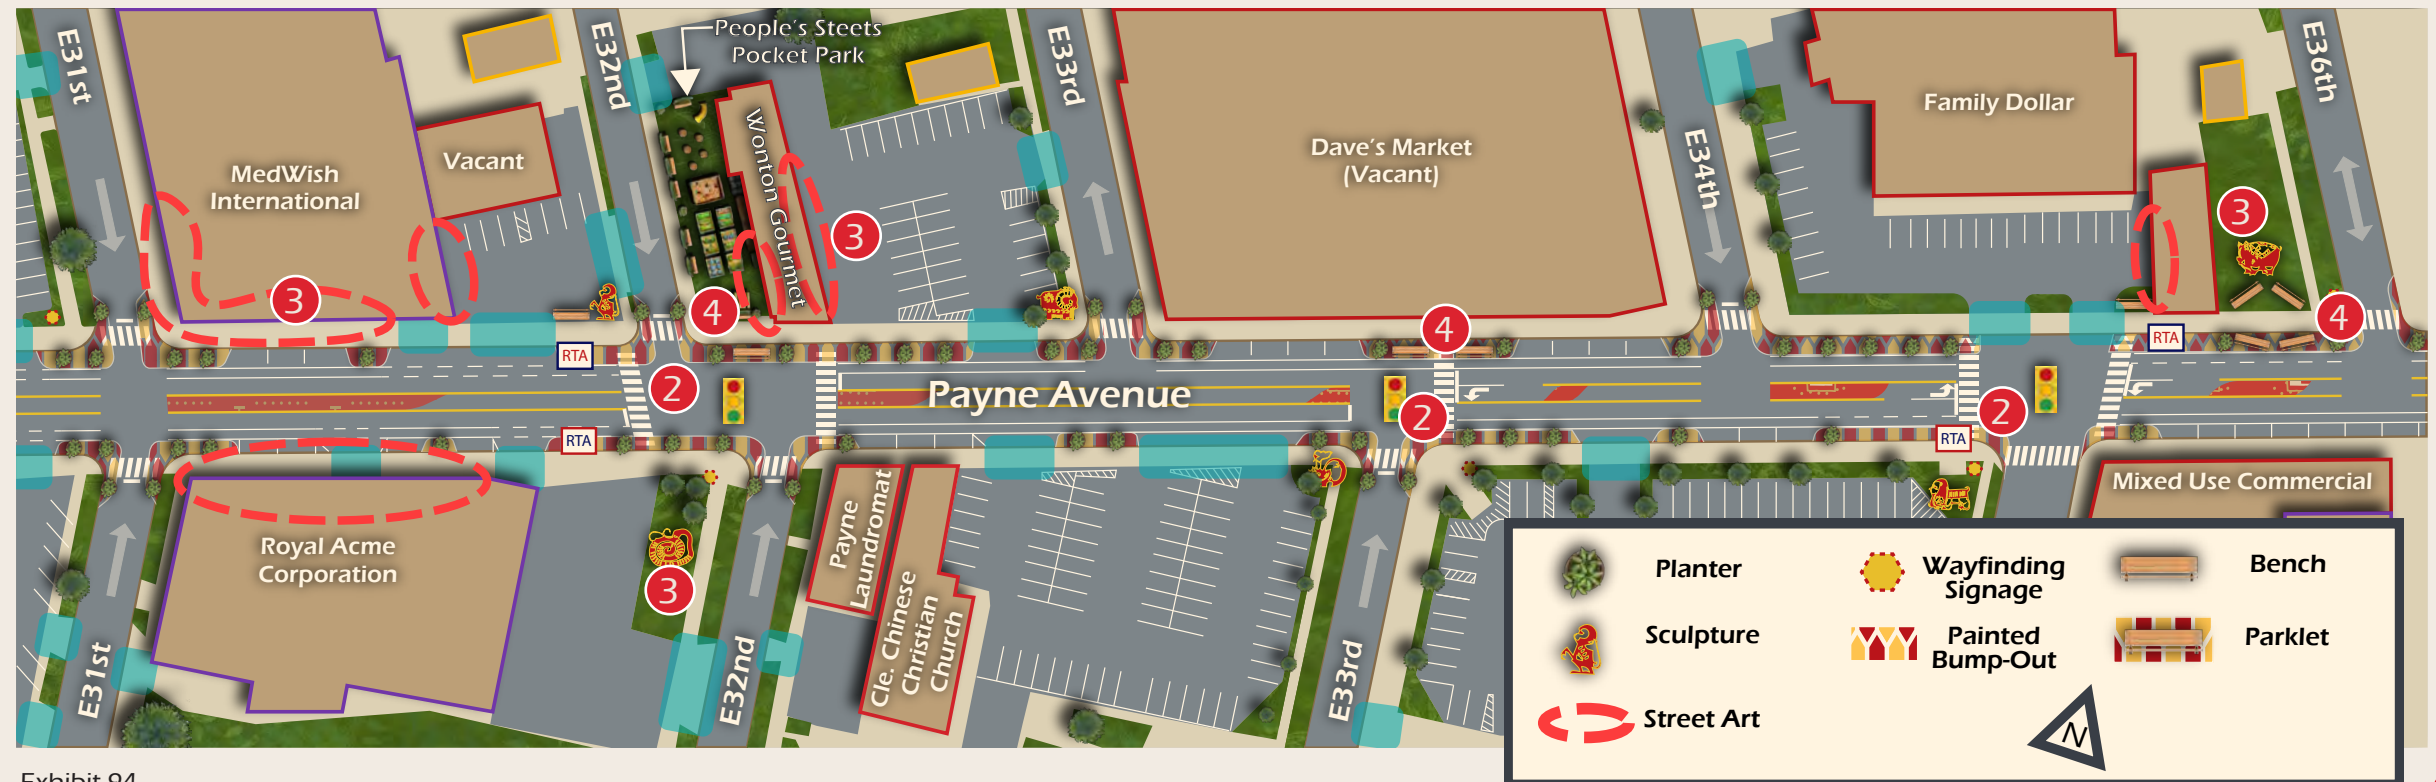 E31st
E32nd
People's Steets
Pocket Park
E33rd
E34th
E36th
MedWish
International
Vacant
Wonton Gourmet
Dave's Market
(Vacant)
Family Dollar
3
3
3
4
4
4
RTA
RTA
2
Payne Avenue
2
2
RTA
RTA
Royal Acme
Corporation
3
Payne
Laundromat
Cle. Chinese
Christian
Church
Mixed Use Commercial
E31st
E32nd
E33rd
Planter
Wayfinding
Signage
Bench
Sculpture
Painted
Bump-Out
Parklet
Street Art
N
Exhibit 94